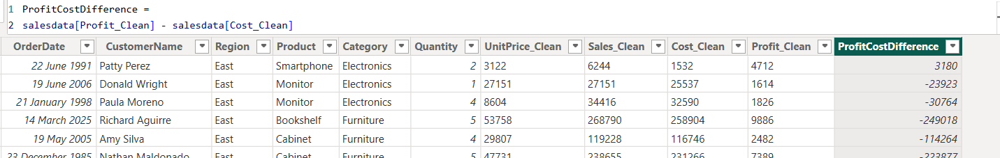 1 ProfitCostDifference =
2 salesdata[Profit_Clean] - salesdata[Cost_Clean]
OrderDate CustomerName Region Product Category Quantity UnitPrice_Clean Sales_Clean Cost_Clean Profit_Clean ProfitCostDifference
22 June 1991 Patty Perez East Smartphone Electronics 2 3122 6244 1532 4712 3180
19 June 2006 Donald Wright East Monitor Electronics 1 27151 27151 25537 1614 -23923
21 January 1998 Paula Moreno East Monitor Electronics 4 8604 34416 32590 1826 -30764
14 March 2025 Richard Aguirre East Bookshelf Furniture 5 53758 268790 258904 9886 -249018
19 May 2005 Amy Silva East Cabinet Furniture 4 29807 119228 116746 2482 -114264
23 December 1985 Nathan Maldonado East Cabinet Furniture 5 47731 238655 231266 7389 -223877